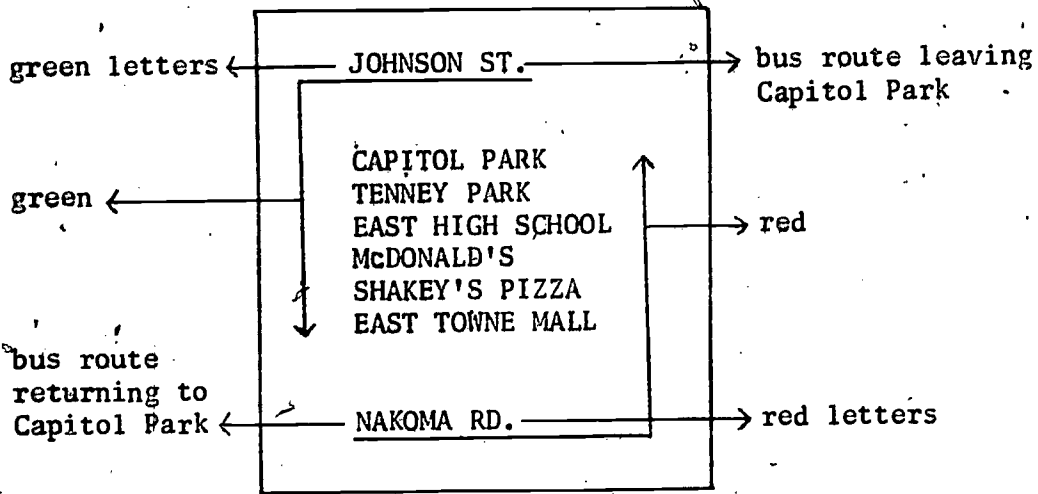 green letters
JOHNSON ST.
bus route leaving
Capitol Park
green
CAPITOL PARK
TENNEY PARK
EAST HIGH SCHOOL
McDONALD'S
SHAKEY'S PIZZA
EAST TOWNE MALL
red
bus route
returning to
Capitol Park
NAKOMA RD.
red letters